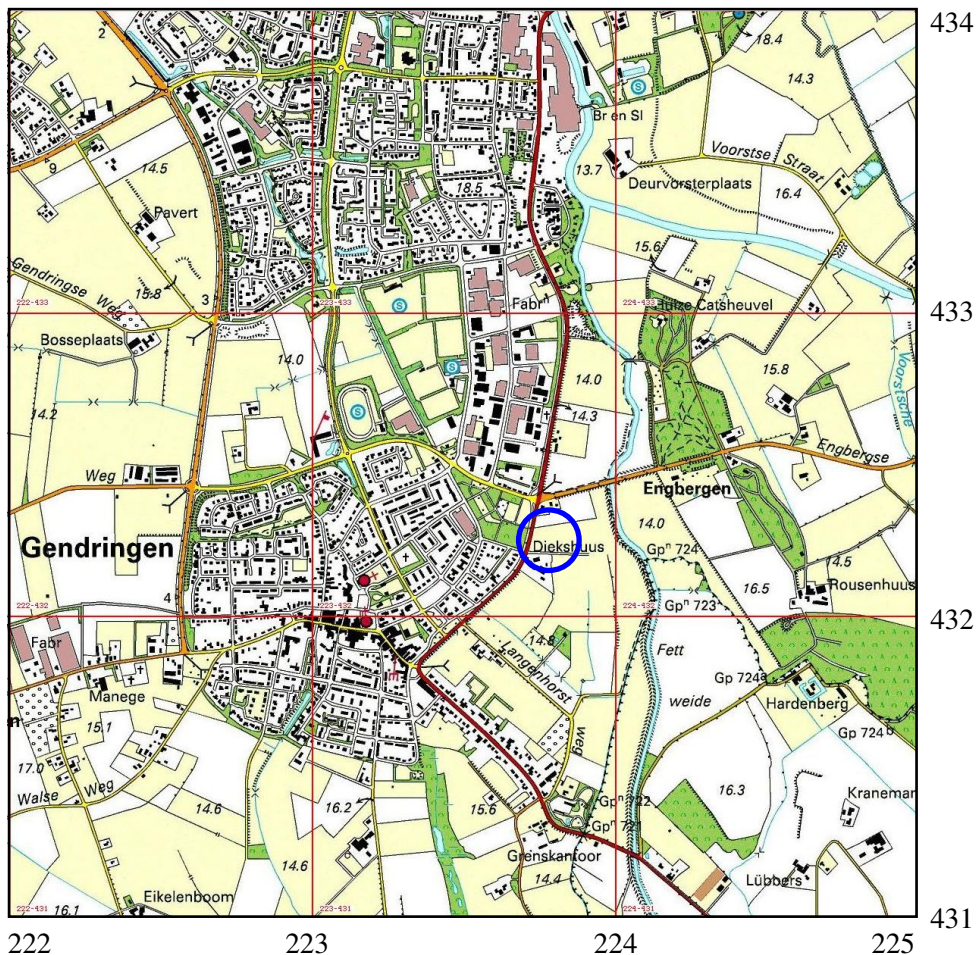 434
2
18.4
14.3
S
Br en Sl
9
14.5
13.7
Voorstse Straat
Deurvorsterplaats
18.5
16.4
Pavert
15.6
Gendringse Weg
15.8
3
S
Fabrn
Huize Catsheuvel
222-433
223-433
224-433
433
Bosseplaats
14.0
S
14.0
15.8
Voorstsche
14.2
S
14.3
Weg
Engbergse
Engbergen
14.0
Gendringen
Diekshuus
Gpn 724
14.5
16.5
Rousenhuus
4
Gpn 723
222-432
223-432
224-432
432
Fabr
14.8
Langenhorst
weg
Fett
weide
Gp 724a
Hardenberg
Manege
15.1
Gp 724b
17.0
Walse Weg
14.6
16.2
15.6
Gpn 722
16.3
Kraneman
Gpn 721
Grenskantoor
14.6
14.4
Lübbers
Eikelenboom
16.1
222-431
223-431
224-431
431
222
223
224
225